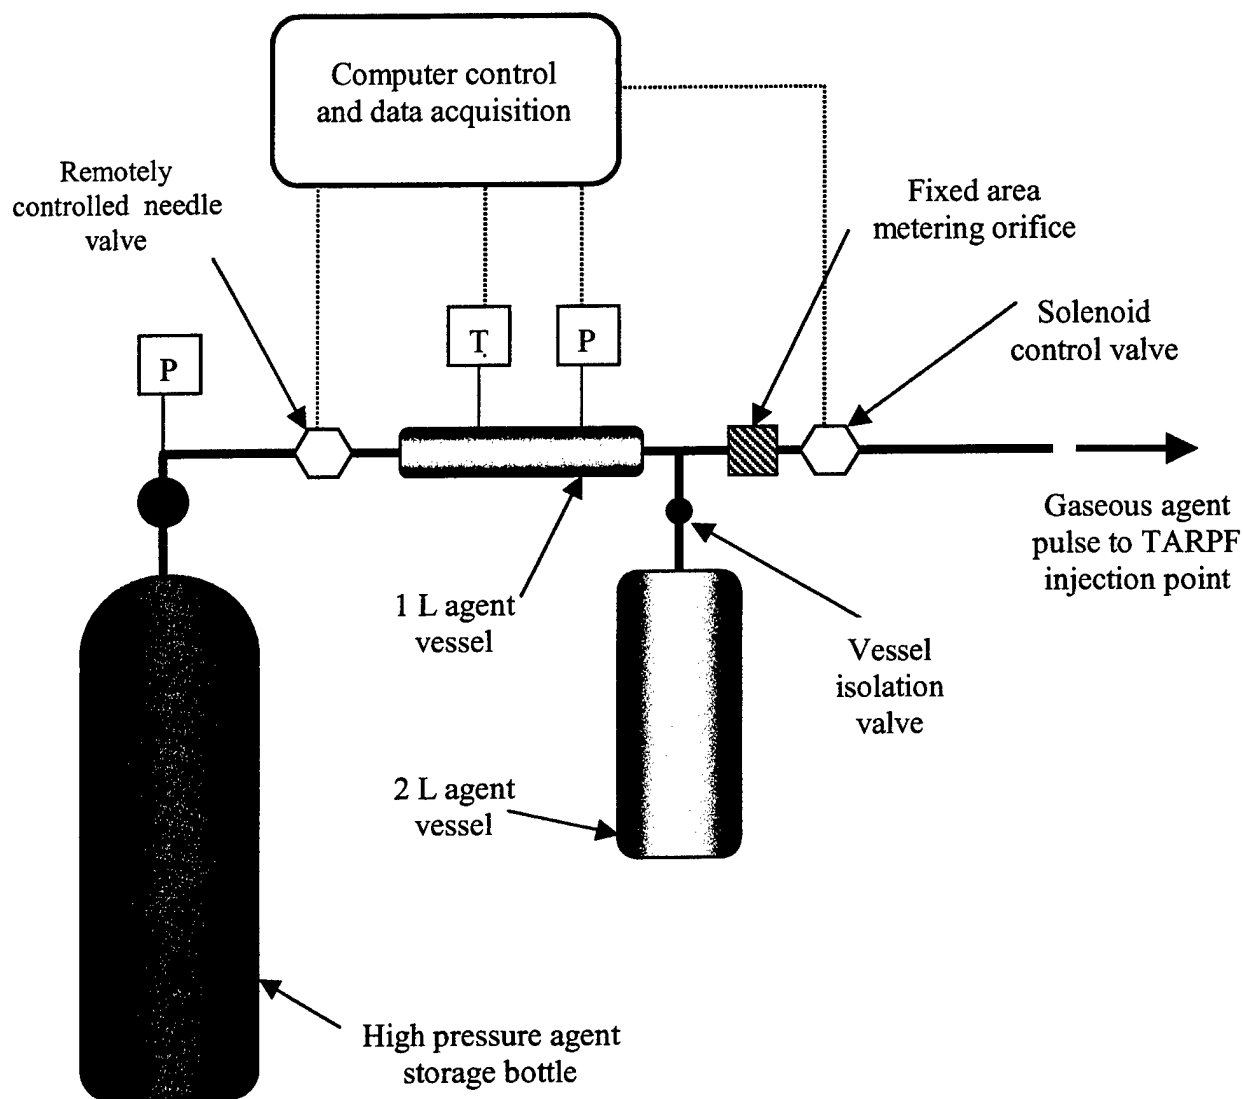 Computer control
and data acquisition
Remotely
controlled needle
valve
Fixed area
metering orifice
Solenoid
control valve
P
T
P
Gaseous agent
pulse to TARPF
injection point
1 L agent
vessel
Vessel
isolation
valve
2 L agent
vessel
High pressure agent
storage bottle